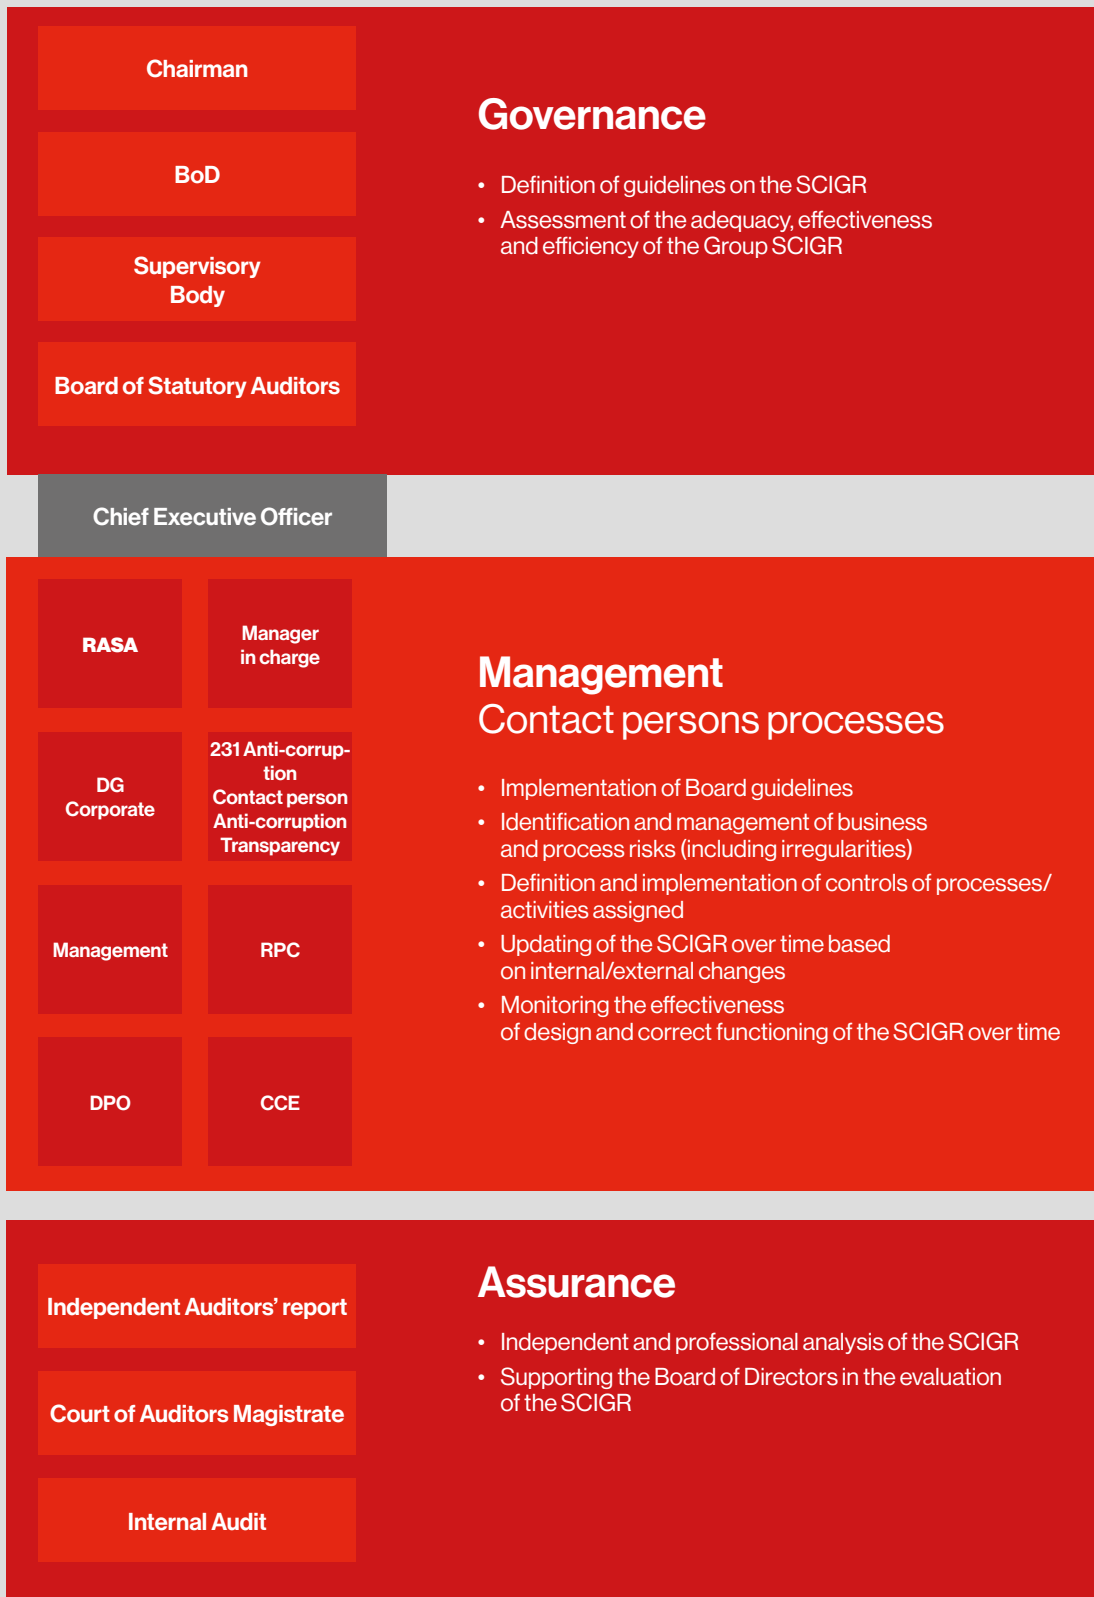 Chairman
BoD
Supervisory
Body
Board of Statutory Auditors
Governance
• Definition of guidelines on the SCIGR
• Assessment of the adequacy, effectiveness
and efficiency of the Group SCIGR
Chief Executive Officer
RASA
Manager
in charge
DG
Corporate
231 Anti-corrup-
tion
Contact person
Anti-corruption
Transparency
Management
RPC
DPO
CCE
Management
Contact persons processes
• Implementation of Board guidelines
• Identification and management of business
and process risks (including irregularities)
• Definition and implementation of controls of processes/
activities assigned
• Updating of the SCIGR over time based
on internal/external changes
• Monitoring the effectiveness
of design and correct functioning of the SCIGR over time
Independent Auditors’ report
Court of Auditors Magistrate
Internal Audit
Assurance
• Independent and professional analysis of the SCIGR
• Supporting the Board of Directors in the evaluation
of the SCIGR